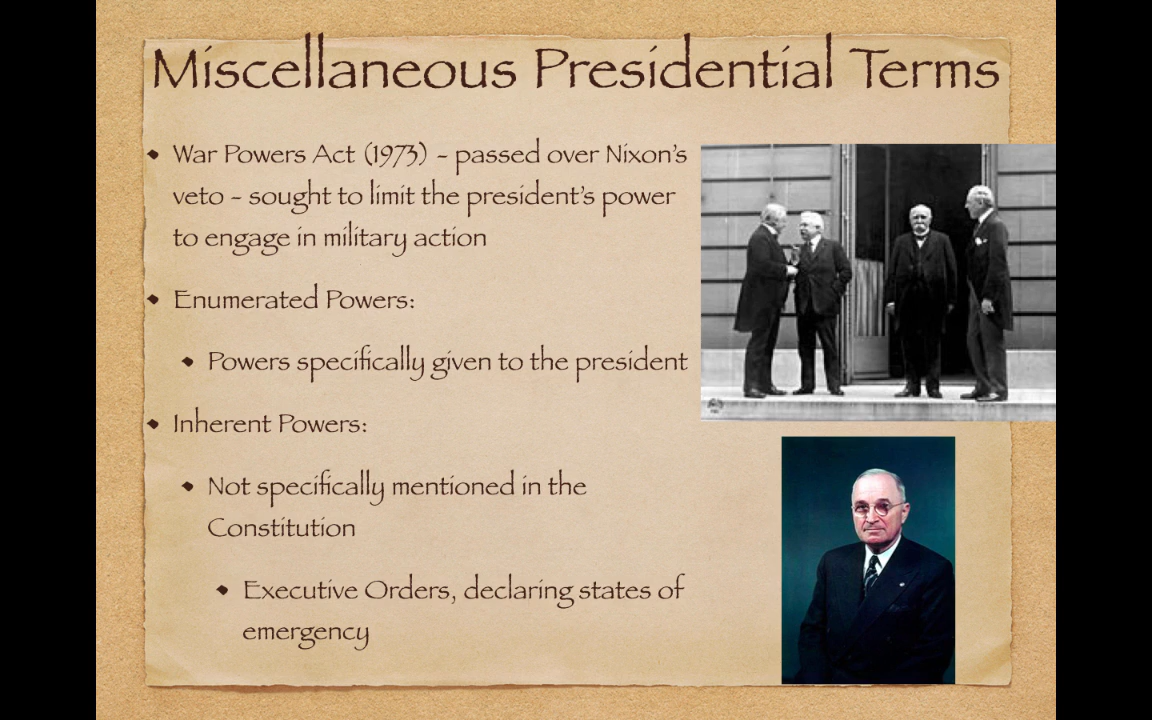 Miscellaneous Presidential Terms
• War Powers Act (1973) - passed over Nixon's
veto - sought to limit the president's power
to engage in military action
• Enumerated Powers:
• Powers specifically given to the president
• Inherent Powers:
• Not specifically mentioned in the
Constitution
• Executive Orders, declaring states of
emergency